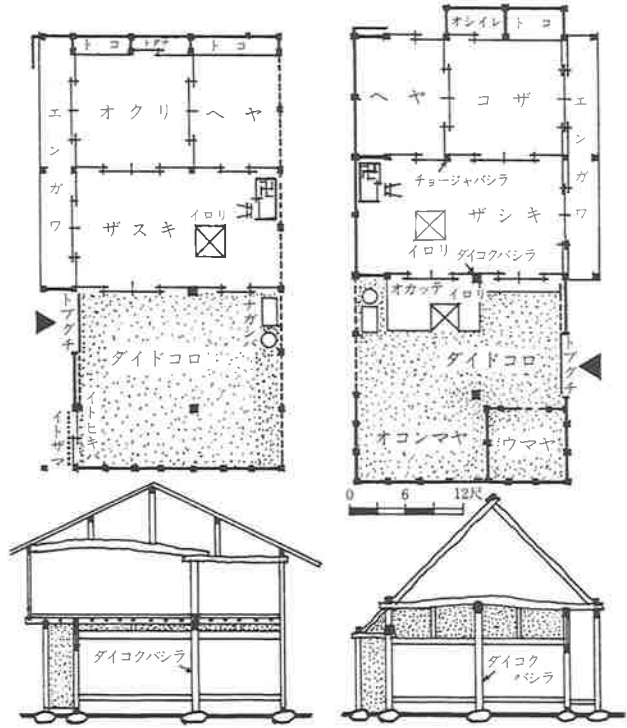 トコ
トダナ
トコ
オクリ
ヘヤ
エンガワ
ザスキ
イロリ
トブグチ
ナガシ
ダイドコロ
イトヒキバ
イトザマ
ダイコクバシラ
オシイレ
トコ
ヘヤ
コザ
エンガワ
チョージャバシラ
ザシキ
イロリ
ダイコクバシラ
オカッテ
イロリ
ダイドコロ
トブグチ
オコンマヤ
ウマヤ
0 6 12尺
ダイコク
バシラ